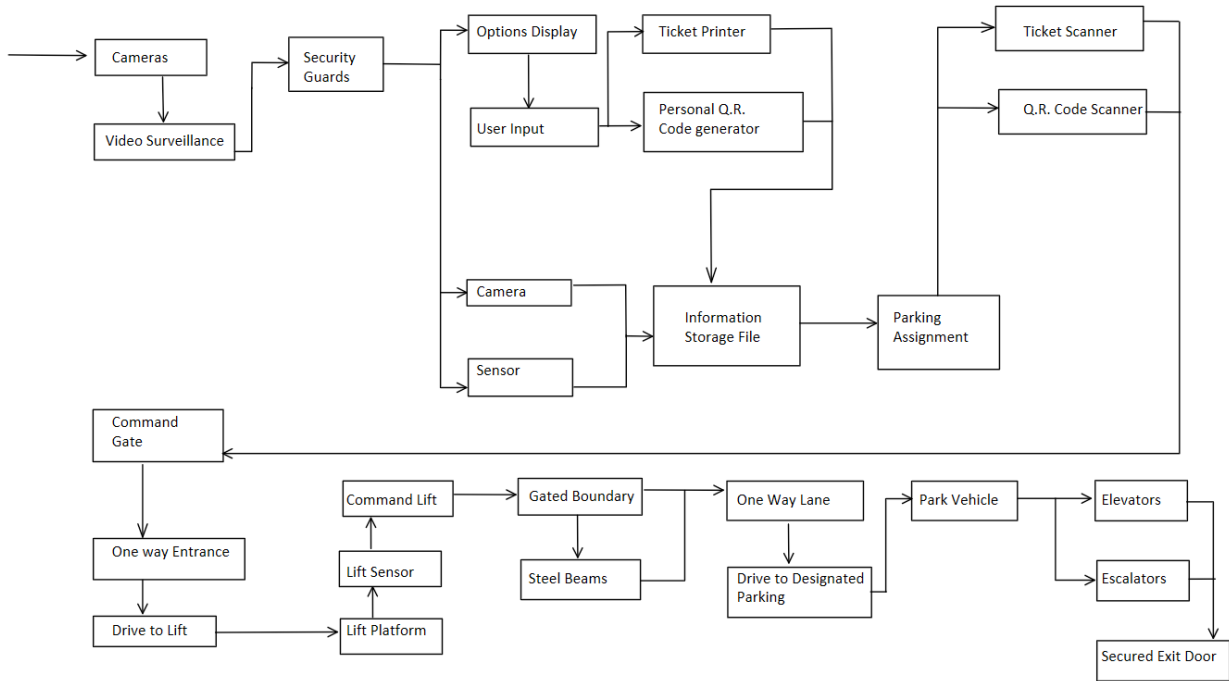 Cameras
Video Surveillance
Security
Guards
Options Display
User Input
Ticket Printer
Personal Q.R.
Code generator
Camera
Sensor
Information
Storage File
Parking
Assignment
Ticket Scanner
Q.R. Code Scanner
Command
Gate
One way Entrance
Drive to Lift
Lift Platform
Lift Sensor
Command Lift
Gated Boundary
Steel Beams
One Way Lane
Drive to Designated
Parking
Park Vehicle
Elevators
Escalators
Secured Exit Door